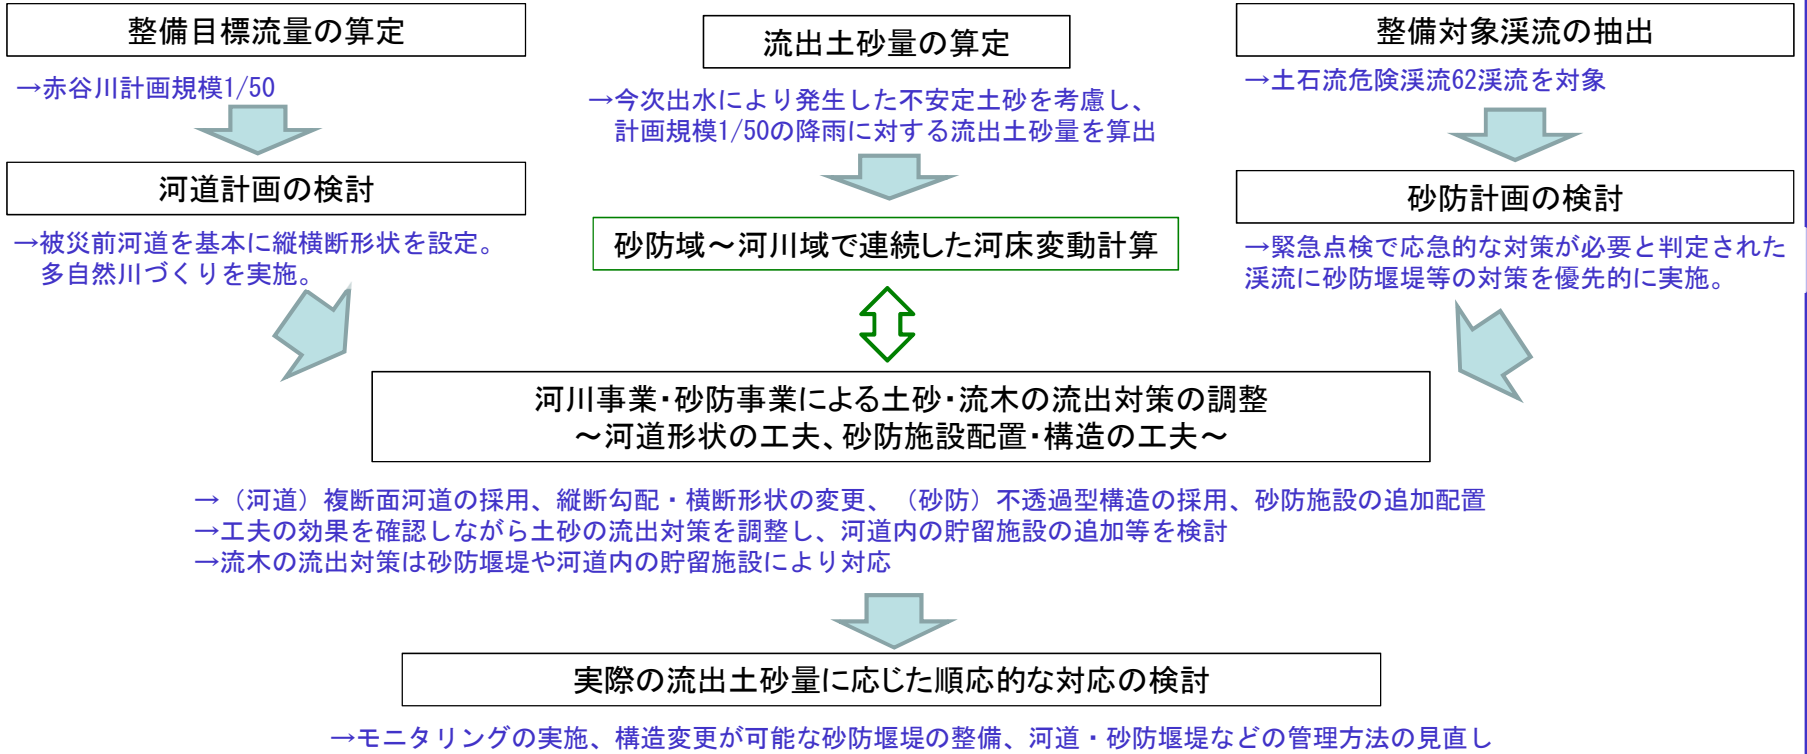 整備目標流量の算定
→赤谷川計画規模1/50
河道計画の検討
→被災前河道を基本に縦横断形状を設定。
多自然川づくりを実施。
流出土砂量の算定
→今次出水により発生した不安定土砂を考慮し、
計画規模1/50の降雨に対する流出土砂量を算出
砂防域～河川域で連続した河床変動計算
整備対象渓流の抽出
→土石流危険渓流62渓流を対象
砂防計画の検討
→緊急点検で応急的な対策が必要と判定された
渓流に砂防堰堤等の対策を優先的に実施。
河川事業・砂防事業による土砂・流木の流出対策の調整
～河道形状の工夫、砂防施設配置・構造の工夫～
→（河道）複断面河道の採用、縦断勾配・横断形状の変更、（砂防）不透過型構造の採用、砂防施設の追加配置
→工夫の効果を確認しながら土砂の流出対策を調整し、河道内の貯留施設の追加等を検討
→流木の流出対策は砂防堰堤や河道内の貯留施設により対応
実際の流出土砂量に応じた順応的な対応の検討
→モニタリングの実施、構造変更が可能な砂防堰堤の整備、河道・砂防堰堤などの管理方法の見直し